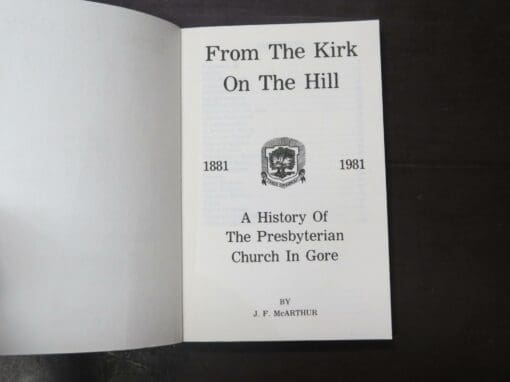 From The Kirk
On The Hill
1881 1981
A History Of
The Presbyterian
Church In Gore
BY
J. F. McARTHUR